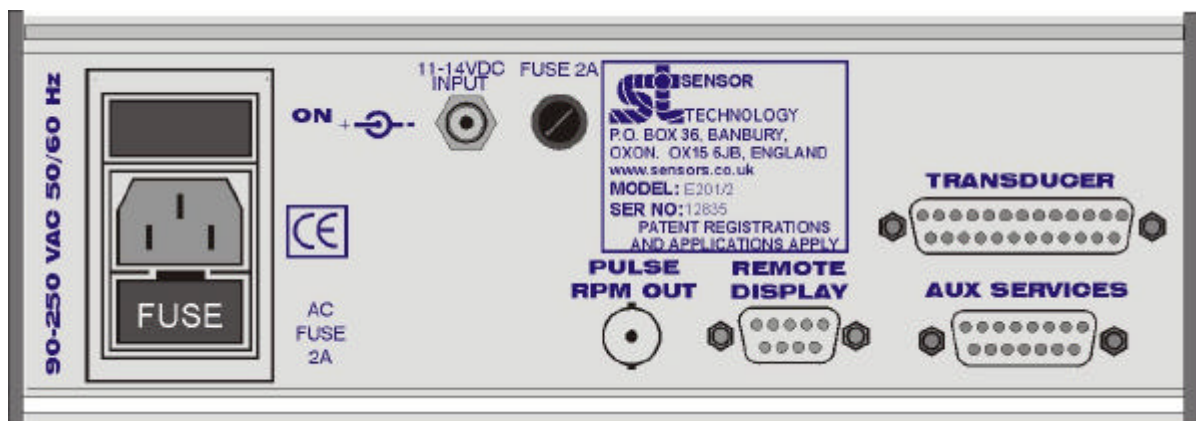 90-250 VAC 50/60 Hz
FUSE
ON
+ -
11-14VDC
INPUT
FUSE 2A
AC
FUSE
2A
CE
st SENSOR
TECHNOLOGY
P.O. BOX 36, BANBURY,
OXON. OX15 6JB, ENGLAND
www.sensors.co.uk
MODEL: E201/2
SER NO: 12835
PATENT REGISTRATIONS
AND APPLICATIONS APPLY
PULSE
RPM OUT
REMOTE
DISPLAY
TRANSDUCER
AUX SERVICES